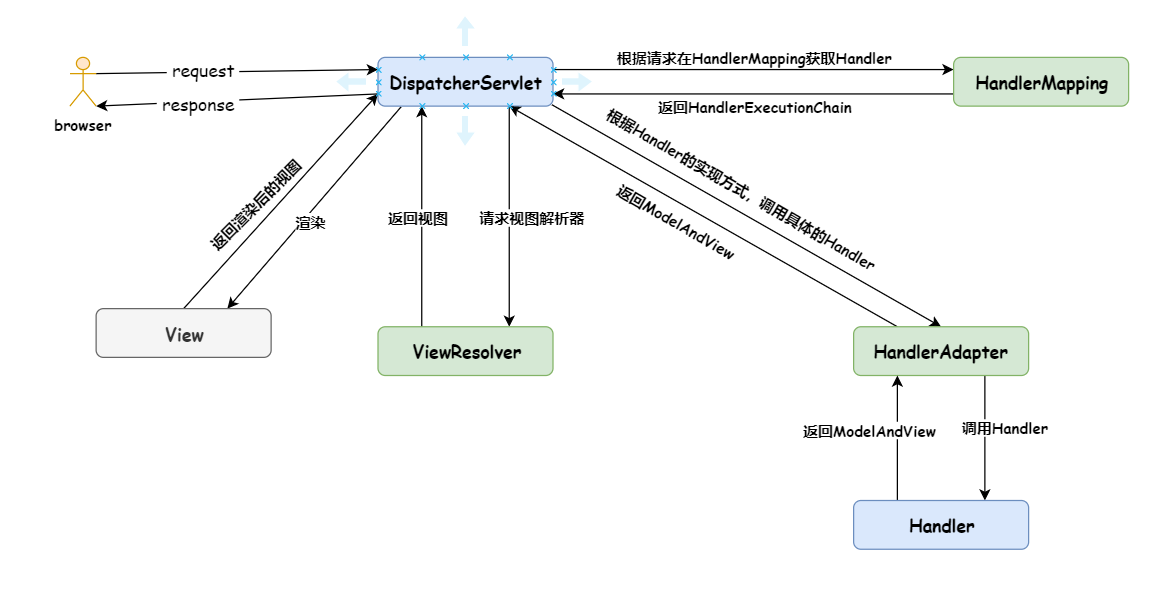 根据请求在HandlerMapping获取Handler
request
DispatcherServlet
HandlerMapping
response
返回HandlerExecutionChain
browser
根据Handler的实现方式，调用具体的Handler
返回渲染后的视图
渲染
返回视图
请求视图解析器
返回ModelAndView
View
ViewResolver
HandlerAdapter
返回ModelAndView
调用Handler
Handler